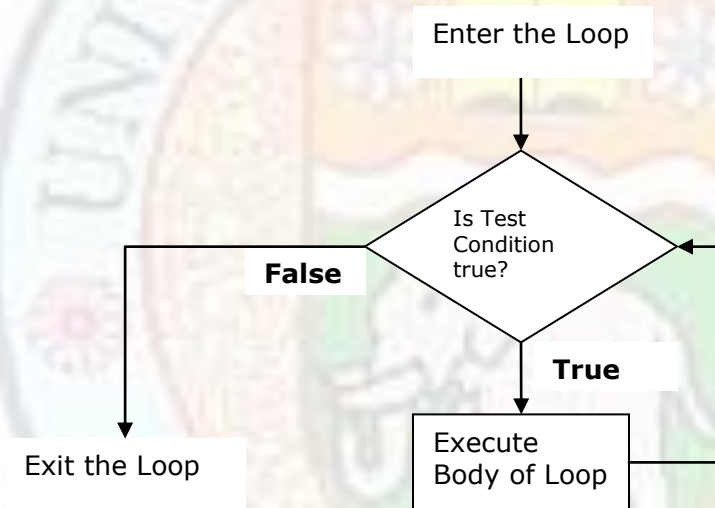 Enter the Loop
Is Test
Condition
true?
False
True
Execute
Body of Loop
Exit the Loop